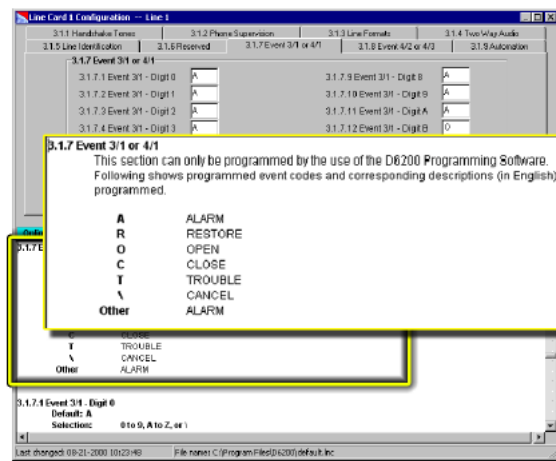 Line Card 1 Configuration -- Line 1
3.1.1 Handshake Tones 3.1.2 Phone Supervision 3.1.3 Line Formats 3.1.4 Two Way Audio
3.1.5 Line Identification 3.1.6 Reserved 3.1.7 Event 3/1 or 4/1 3.1.8 Event 4/2 or 4/3 3.1.9 Automation
3.1.7 Event 3/1 or 4/1
3.1.7.1 Event 3/1 - Digit 0 A 3.1.7.9 Event 3/1 - Digit 8 A
3.1.7.2 Event 3/1 - Digit 1 A 3.1.7.10 Event 3/1 - Digit 9 A
3.1.7.3 Event 3/1 - Digit 2 A 3.1.7.11 Event 3/1 - Digit A A
3.1.7.4 Event 3/1 - Digit 3 A 3.1.7.12 Event 3/1 - Digit B O
3.1.7 Event 3/1 or 4/1
This section can only be programmed by the use of the D6200 Programming Software.
Following shows programmed event codes and corresponding descriptions (in English)
programmed.
A ALARM
R RESTORE
O OPEN
C CLOSE
T TROUBLE
\ CANCEL
Other ALARM
3.1.7 E
C CLOSE
T TROUBLE
\ CANCEL
Other ALARM
3.1.7.1 Event 3/1 - Digit 0
Default: A
Selection: 0 to 9, A to Z, or \
Last changed: 08-21-2000 10:23:48 File name: C:\Program Files\D6200\default.lnc